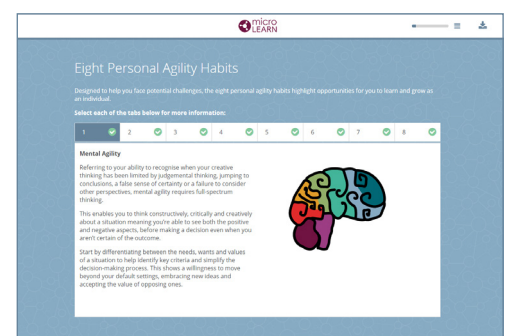 micro
LEARN
Eight Personal Agility Habits
Designed to help you face potential challenges, the eight personal agility habits highlight opportunities for you to learn and grow as
an individual.
Select each of the tabs below for more information:
1 2 3 4 5 6 7 8
Mental Agility
Referring to your ability to recognise when your creative
thinking has been limited by judgemental thinking, jumping to
conclusions, a false sense of certainty or a failure to consider
other perspectives, mental agility requires full-spectrum
thinking.
This enables you to think constructively, critically and creatively
about a situation meaning you're able to see both the positive
and negative aspects, before making a decision even when you
aren't certain of the outcome.
Start by differentiating between the needs, wants and values
of a situation to help identify key criteria and simplify the
decision-making process. This shows a willingness to move
beyond your default settings, embracing new ideas and
accepting the value of opposing ones.